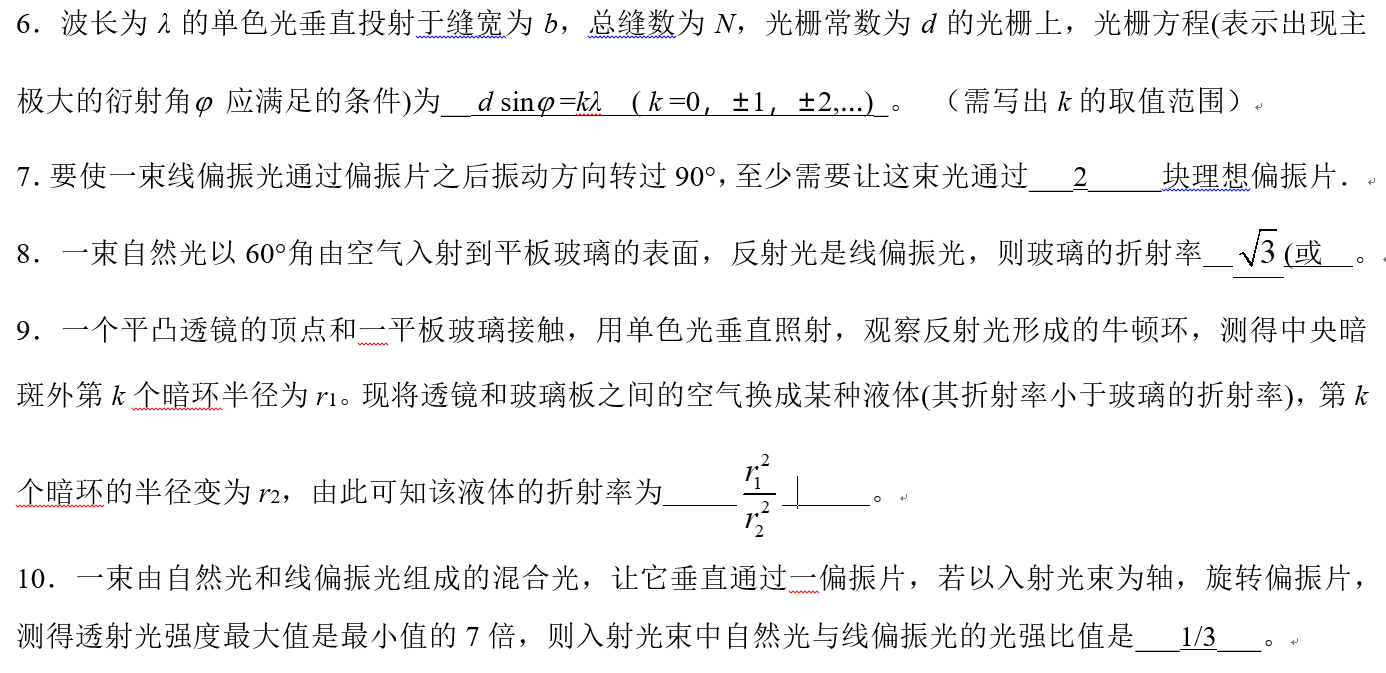 6．波长为 λ 的单色光垂直投射于缝宽为 b，总缝数为 N，光栅常数为 d 的光栅上，光栅方程(表示出现主
极大的衍射角φ 应满足的条件)为 d sinφ=kλ ( k =0，±1，±2,...) 。 （需写出 k 的取值范围）
7．要使一束线偏振光通过偏振片之后振动方向转过 90°，至少需要让这束光通过 2 块理想偏振片．
8．一束自然光以 60°角由空气入射到平板玻璃的表面，反射光是线偏振光，则玻璃的折射率 √3 (或 。
9．一个平凸透镜的顶点和一平板玻璃接触，用单色光垂直照射，观察反射光形成的牛顿环，测得中央暗
斑外第 k 个暗环半径为 r1。现将透镜和玻璃板之间的空气换成某种液体(其折射率小于玻璃的折射率)，第 k
个暗环的半径变为 r2，由此可知该液体的折射率为 r₁²/r₂² 。
10．一束由自然光和线偏振光组成的混合光，让它垂直通过一偏振片，若以入射光束为轴，旋转偏振片，
测得透射光强度最大值是最小值的 7 倍，则入射光束中自然光与线偏振光的光强比值是 1/3 。